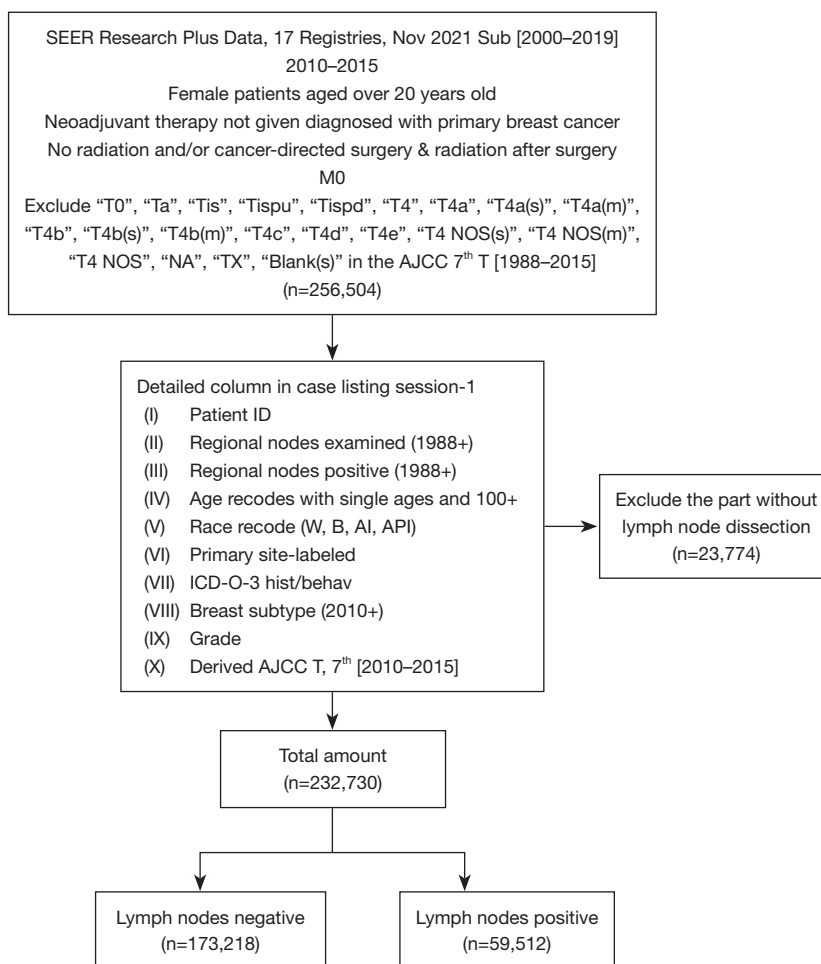 SEER Research Plus Data, 17 Registries, Nov 2021 Sub [2000–2019]
2010–2015
Female patients aged over 20 years old
Neoadjuvant therapy not given diagnosed with primary breast cancer
No radiation and/or cancer-directed surgery & radiation after surgery
M0
Exclude “T0”, “Ta”, “Tis”, “Tispu”, “Tispd”, “T4”, “T4a”, “T4a(s)”, “T4a(m)”,
“T4b”, “T4b(s)”, “T4b(m)”, “T4c”, “T4d”, “T4e”, “T4 NOS(s)”, “T4 NOS(m)”,
“T4 NOS”, “NA”, “TX”, “Blank(s)” in the AJCC 7th T [1988–2015]
(n=256,504)
Detailed column in case listing session-1
(I) Patient ID
(II) Regional nodes examined (1988+)
(III) Regional nodes positive (1988+)
(IV) Age recodes with single ages and 100+
(V) Race recode (W, B, AI, API)
(VI) Primary site-labeled
(VII) ICD-O-3 hist/behav
(VIII) Breast subtype (2010+)
(IX) Grade
(X) Derived AJCC T, 7th [2010–2015]
Exclude the part without
lymph node dissection
(n=23,774)
Total amount
(n=232,730)
Lymph nodes negative
(n=173,218)
Lymph nodes positive
(n=59,512)